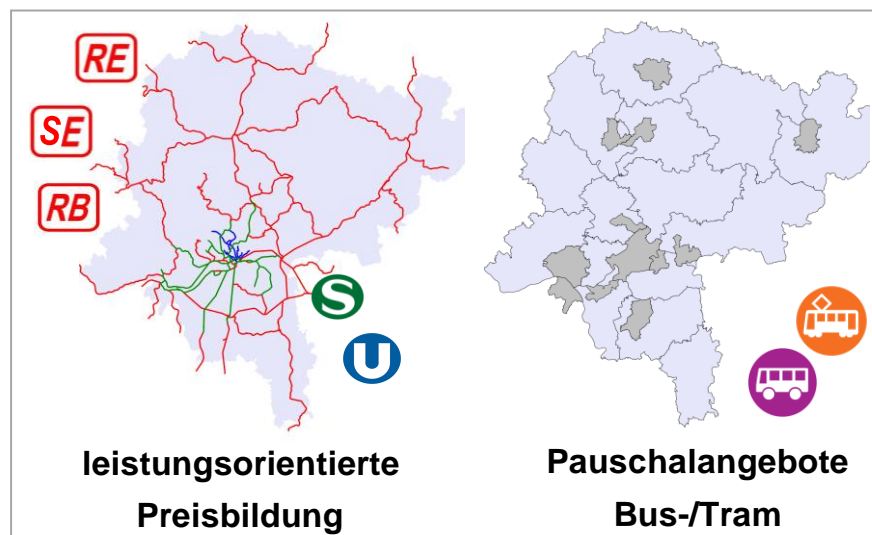 RE
SE
RB
S
U
leistungsorientierte
Preisbildung
Pauschalangebote
Bus-/Tram